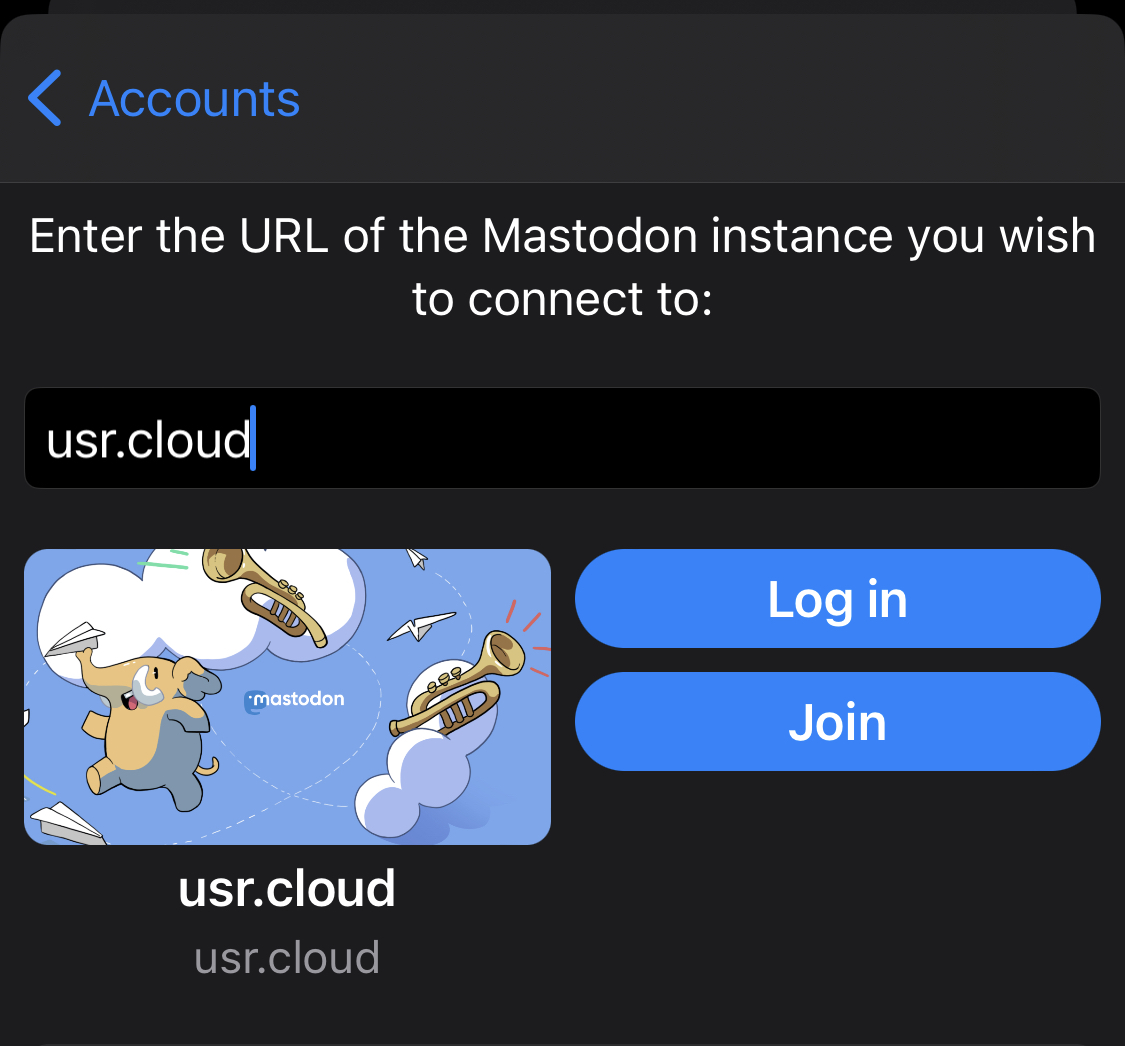 Accounts
Enter the URL of the Mastodon instance you wish
to connect to:
usr.cloud
Log in
mastodon
Join
usr.cloud
usr.cloud